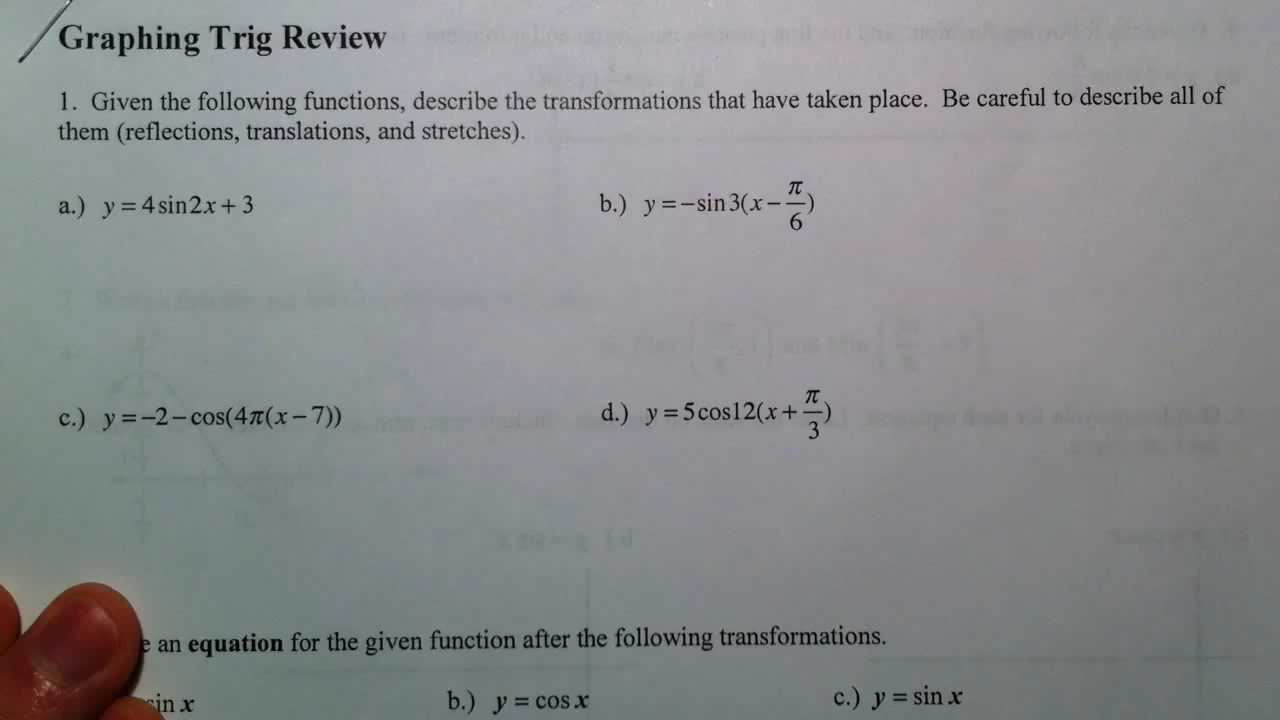 Graphing Trig Review
1. Given the following functions, describe the transformations that have taken place. Be careful to describe all of
them (reflections, translations, and stretches).
a.) y = 4sin2x + 3
b.) y = −sin3(x − π/6)
c.) y = −2 − cos(4π(x − 7))
d.) y = 5cos12(x + π/3)
an equation for the given function after the following transformations.
sin x
b.) y = cos x
c.) y = sin x